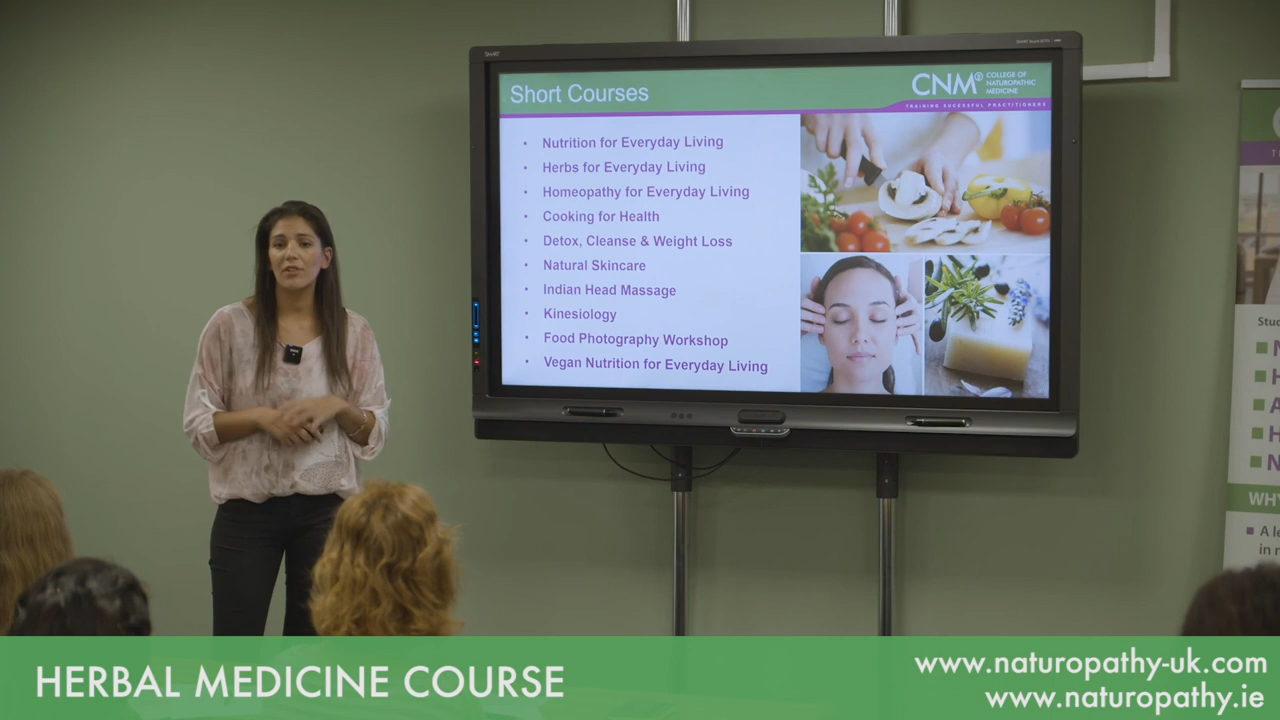 SMART
Short Courses
CNM
COLLEGE OF
NATUROPATHIC
MEDICINE
TRAINING SUCCESSFUL PRACTITIONERS
• Nutrition for Everyday Living
• Herbs for Everyday Living
• Homeopathy for Everyday Living
• Cooking for Health
• Detox, Cleanse & Weight Loss
• Natural Skincare
• Indian Head Massage
• Kinesiology
• Food Photography Workshop
• Vegan Nutrition for Everyday Living
WHY
HERBAL MEDICINE COURSE
www.naturopathy-uk.com
www.naturopathy.ie